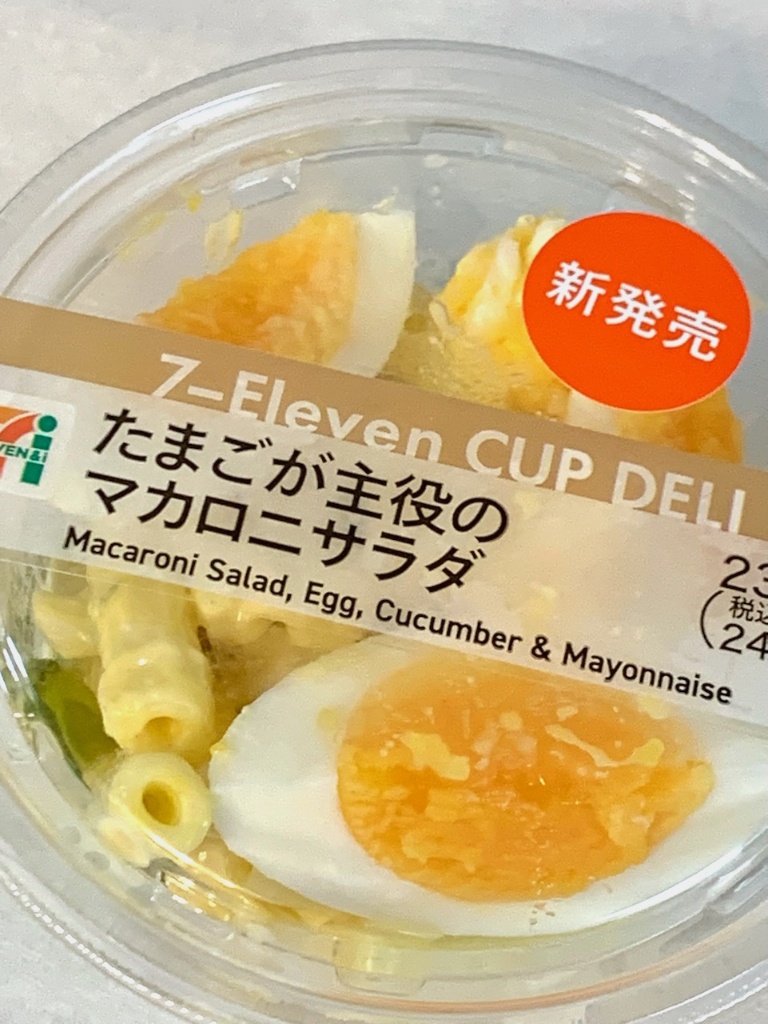 新発売
7-Eleven CUP DELI
たまごが主役の
マカロニサラダ
Macaroni Salad, Egg, Cucumber & Mayonnaise